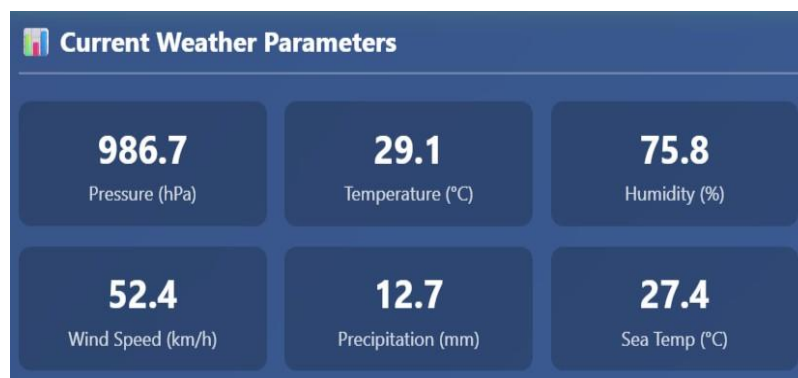 Current Weather Parameters
986.7
Pressure (hPa)
29.1
Temperature (°C)
75.8
Humidity (%)
52.4
Wind Speed (km/h)
12.7
Precipitation (mm)
27.4
Sea Temp (°C)